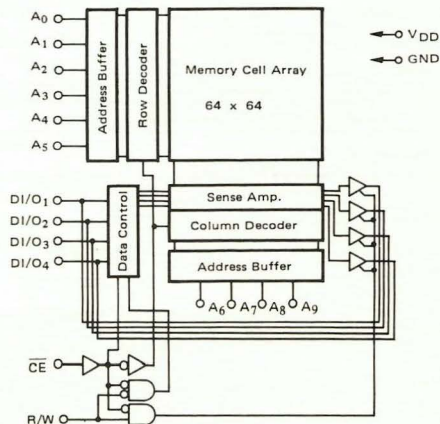 A0
A1
A2
A3
A4
A5
Address Buffer
Row Decoder
Memory Cell Array
64 x 64
VDD
GND
DI/O1
DI/O2
DI/O3
DI/O4
Data Control
Sense Amp.
Column Decoder
Address Buffer
A6 A7 A8 A9
CE
R/W